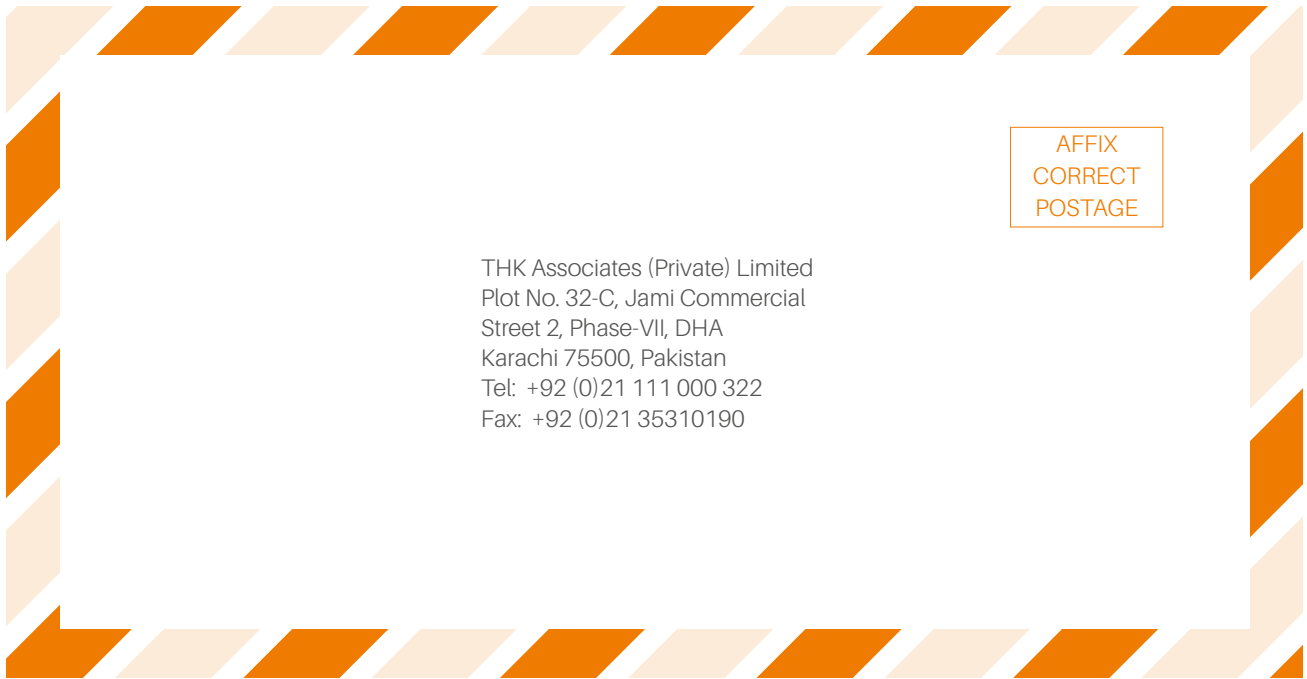 AFFIX
CORRECT
POSTAGE
THK Associates (Private) Limited
Plot No. 32-C, Jami Commercial
Street 2, Phase-VII, DHA
Karachi 75500, Pakistan
Tel:  +92 (0)21 111 000 322
Fax:  +92 (0)21 35310190